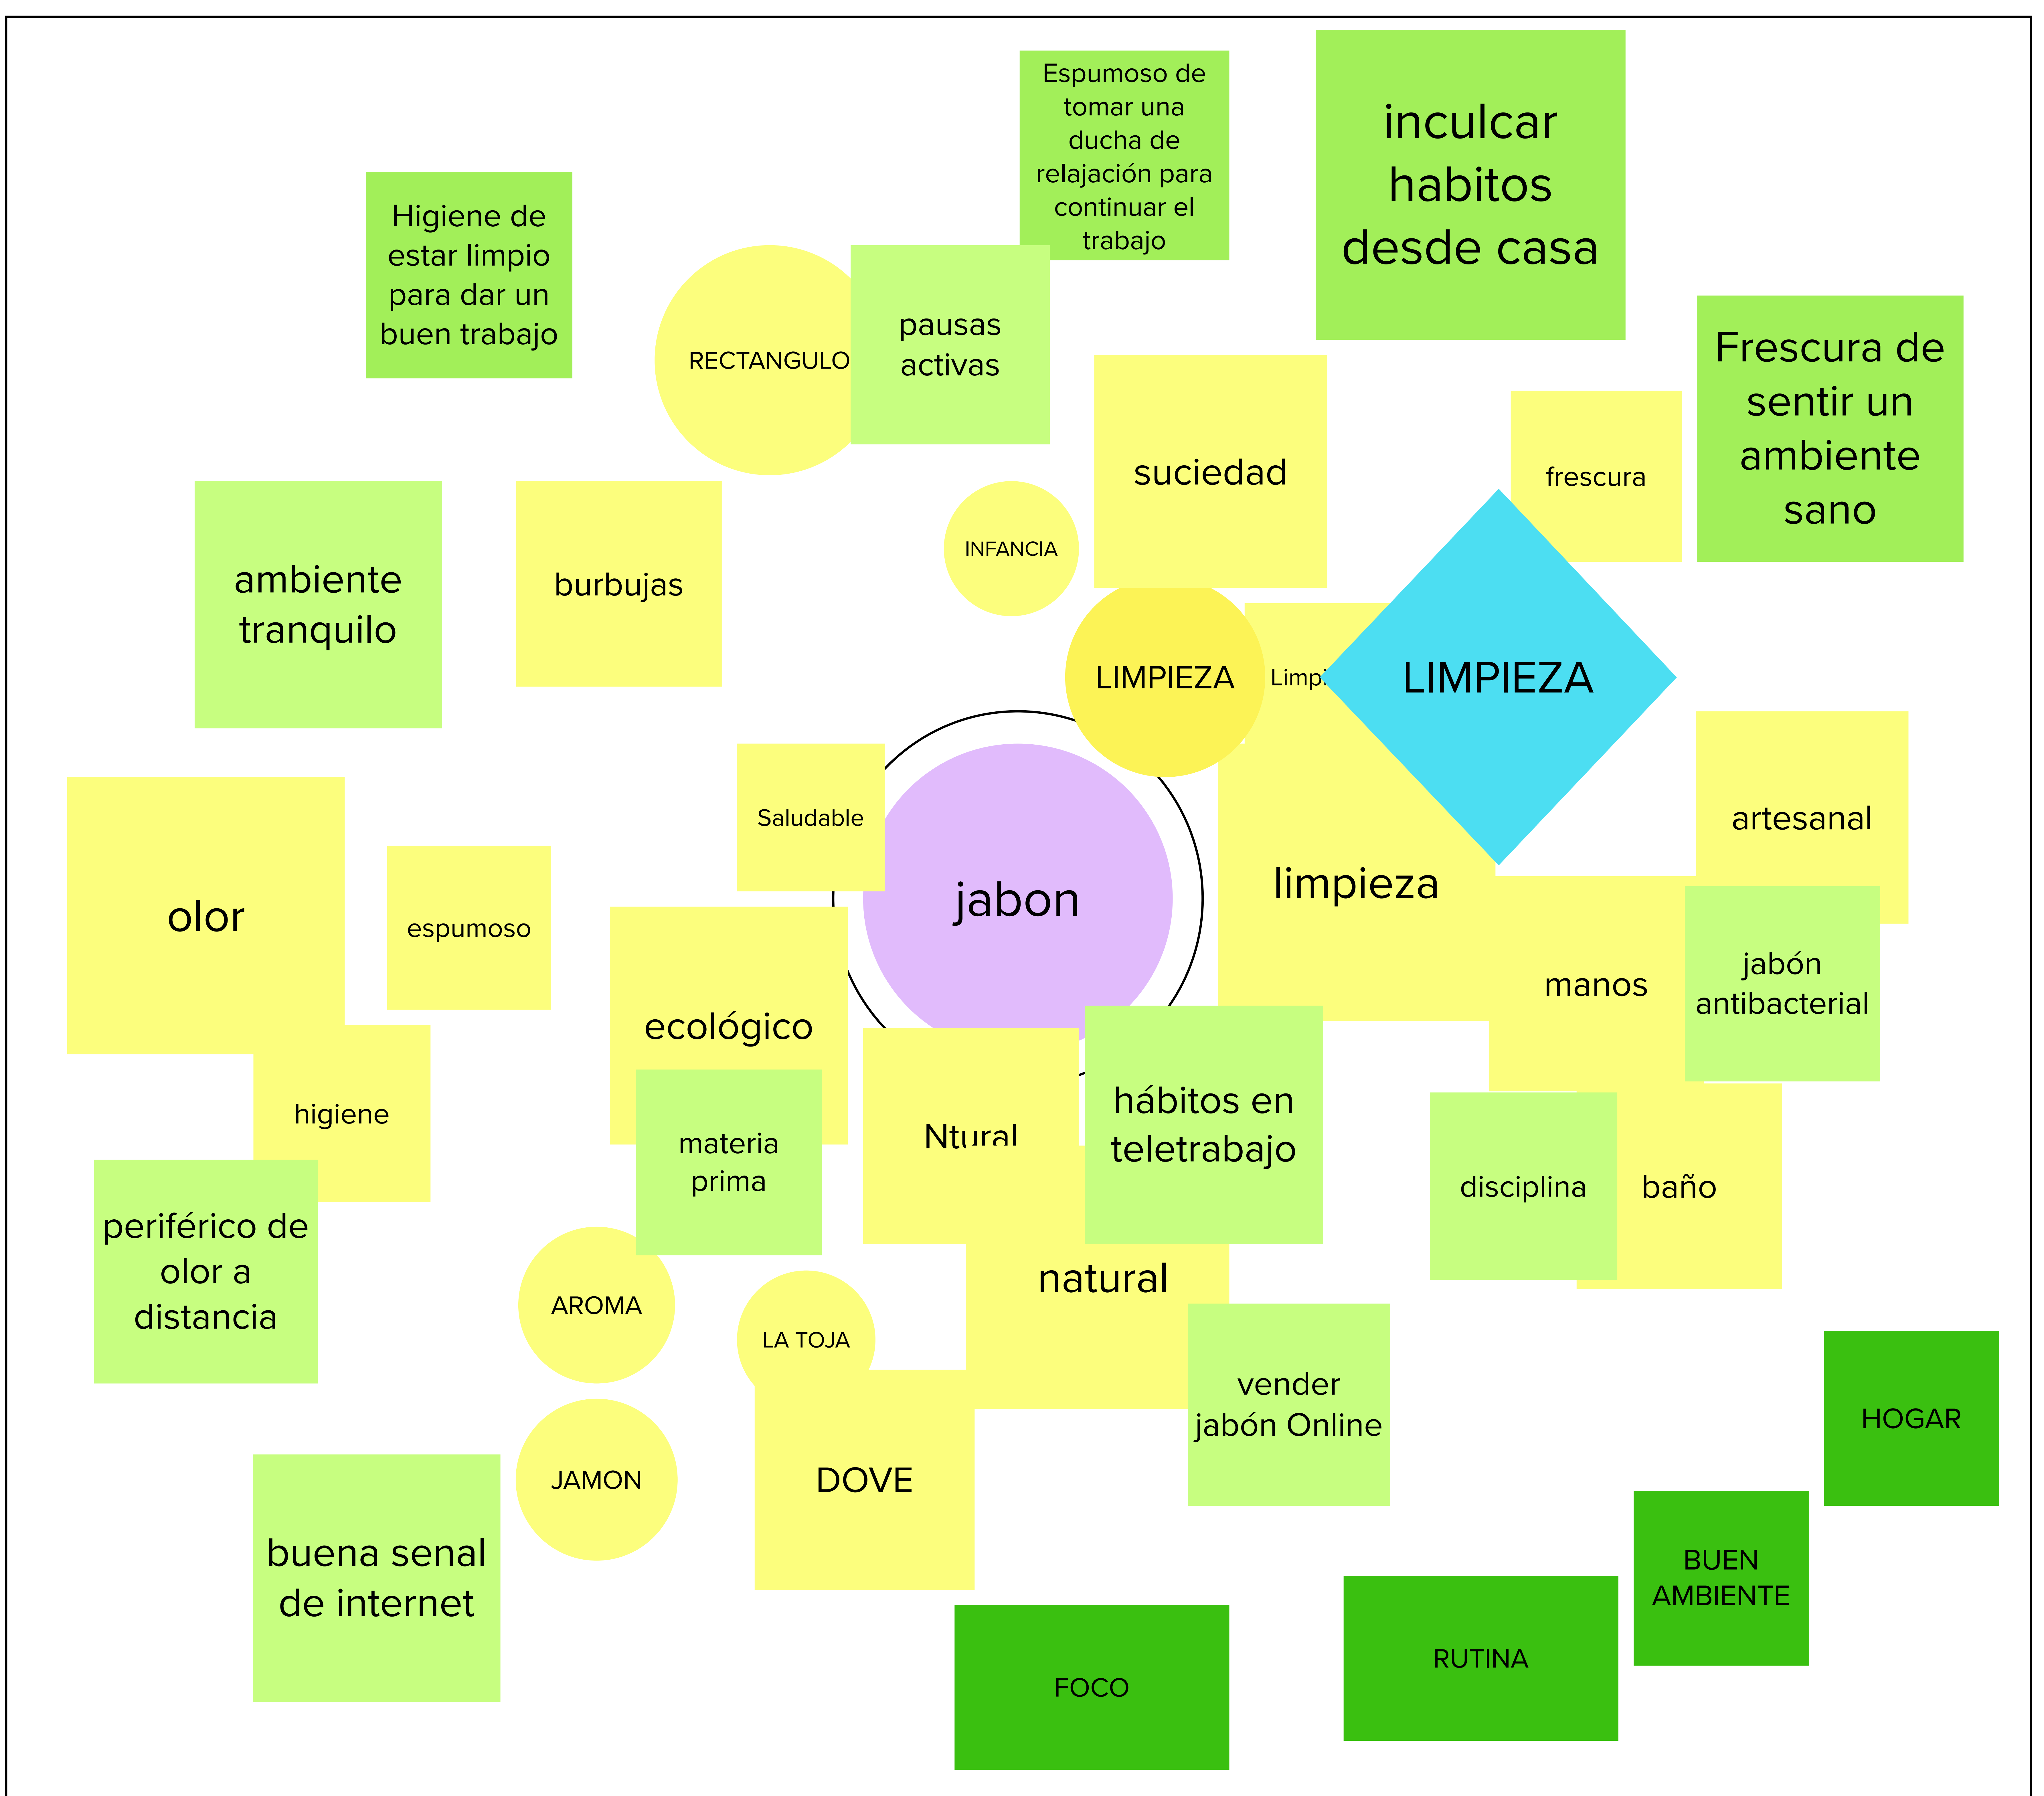 Espumoso de
tomar una
ducha de
relajación para
continuar el
trabajo
inculcar
habitos
desde casa
Higiene de
estar limpio
para dar un
buen trabajo
RECTANGULO
pausas
activas
suciedad
frescura
Frescura de
sentir un
ambiente
sano
ambiente
tranquilo
burbujas
INFANCIA
LIMPIEZA
LIMPIEZA
Saludable
jabon
limpieza
artesanal
olor
espumoso
ecológico
manos
jabón
antibacterial
higiene
materia
prima
Ntural
hábitos en
teletrabajo
disciplina
baño
periférico de
olor a
distancia
AROMA
LA TOJA
natural
vender
jabón Online
HOGAR
JAMON
DOVE
buena senal
de internet
BUEN
AMBIENTE
FOCO
RUTINA